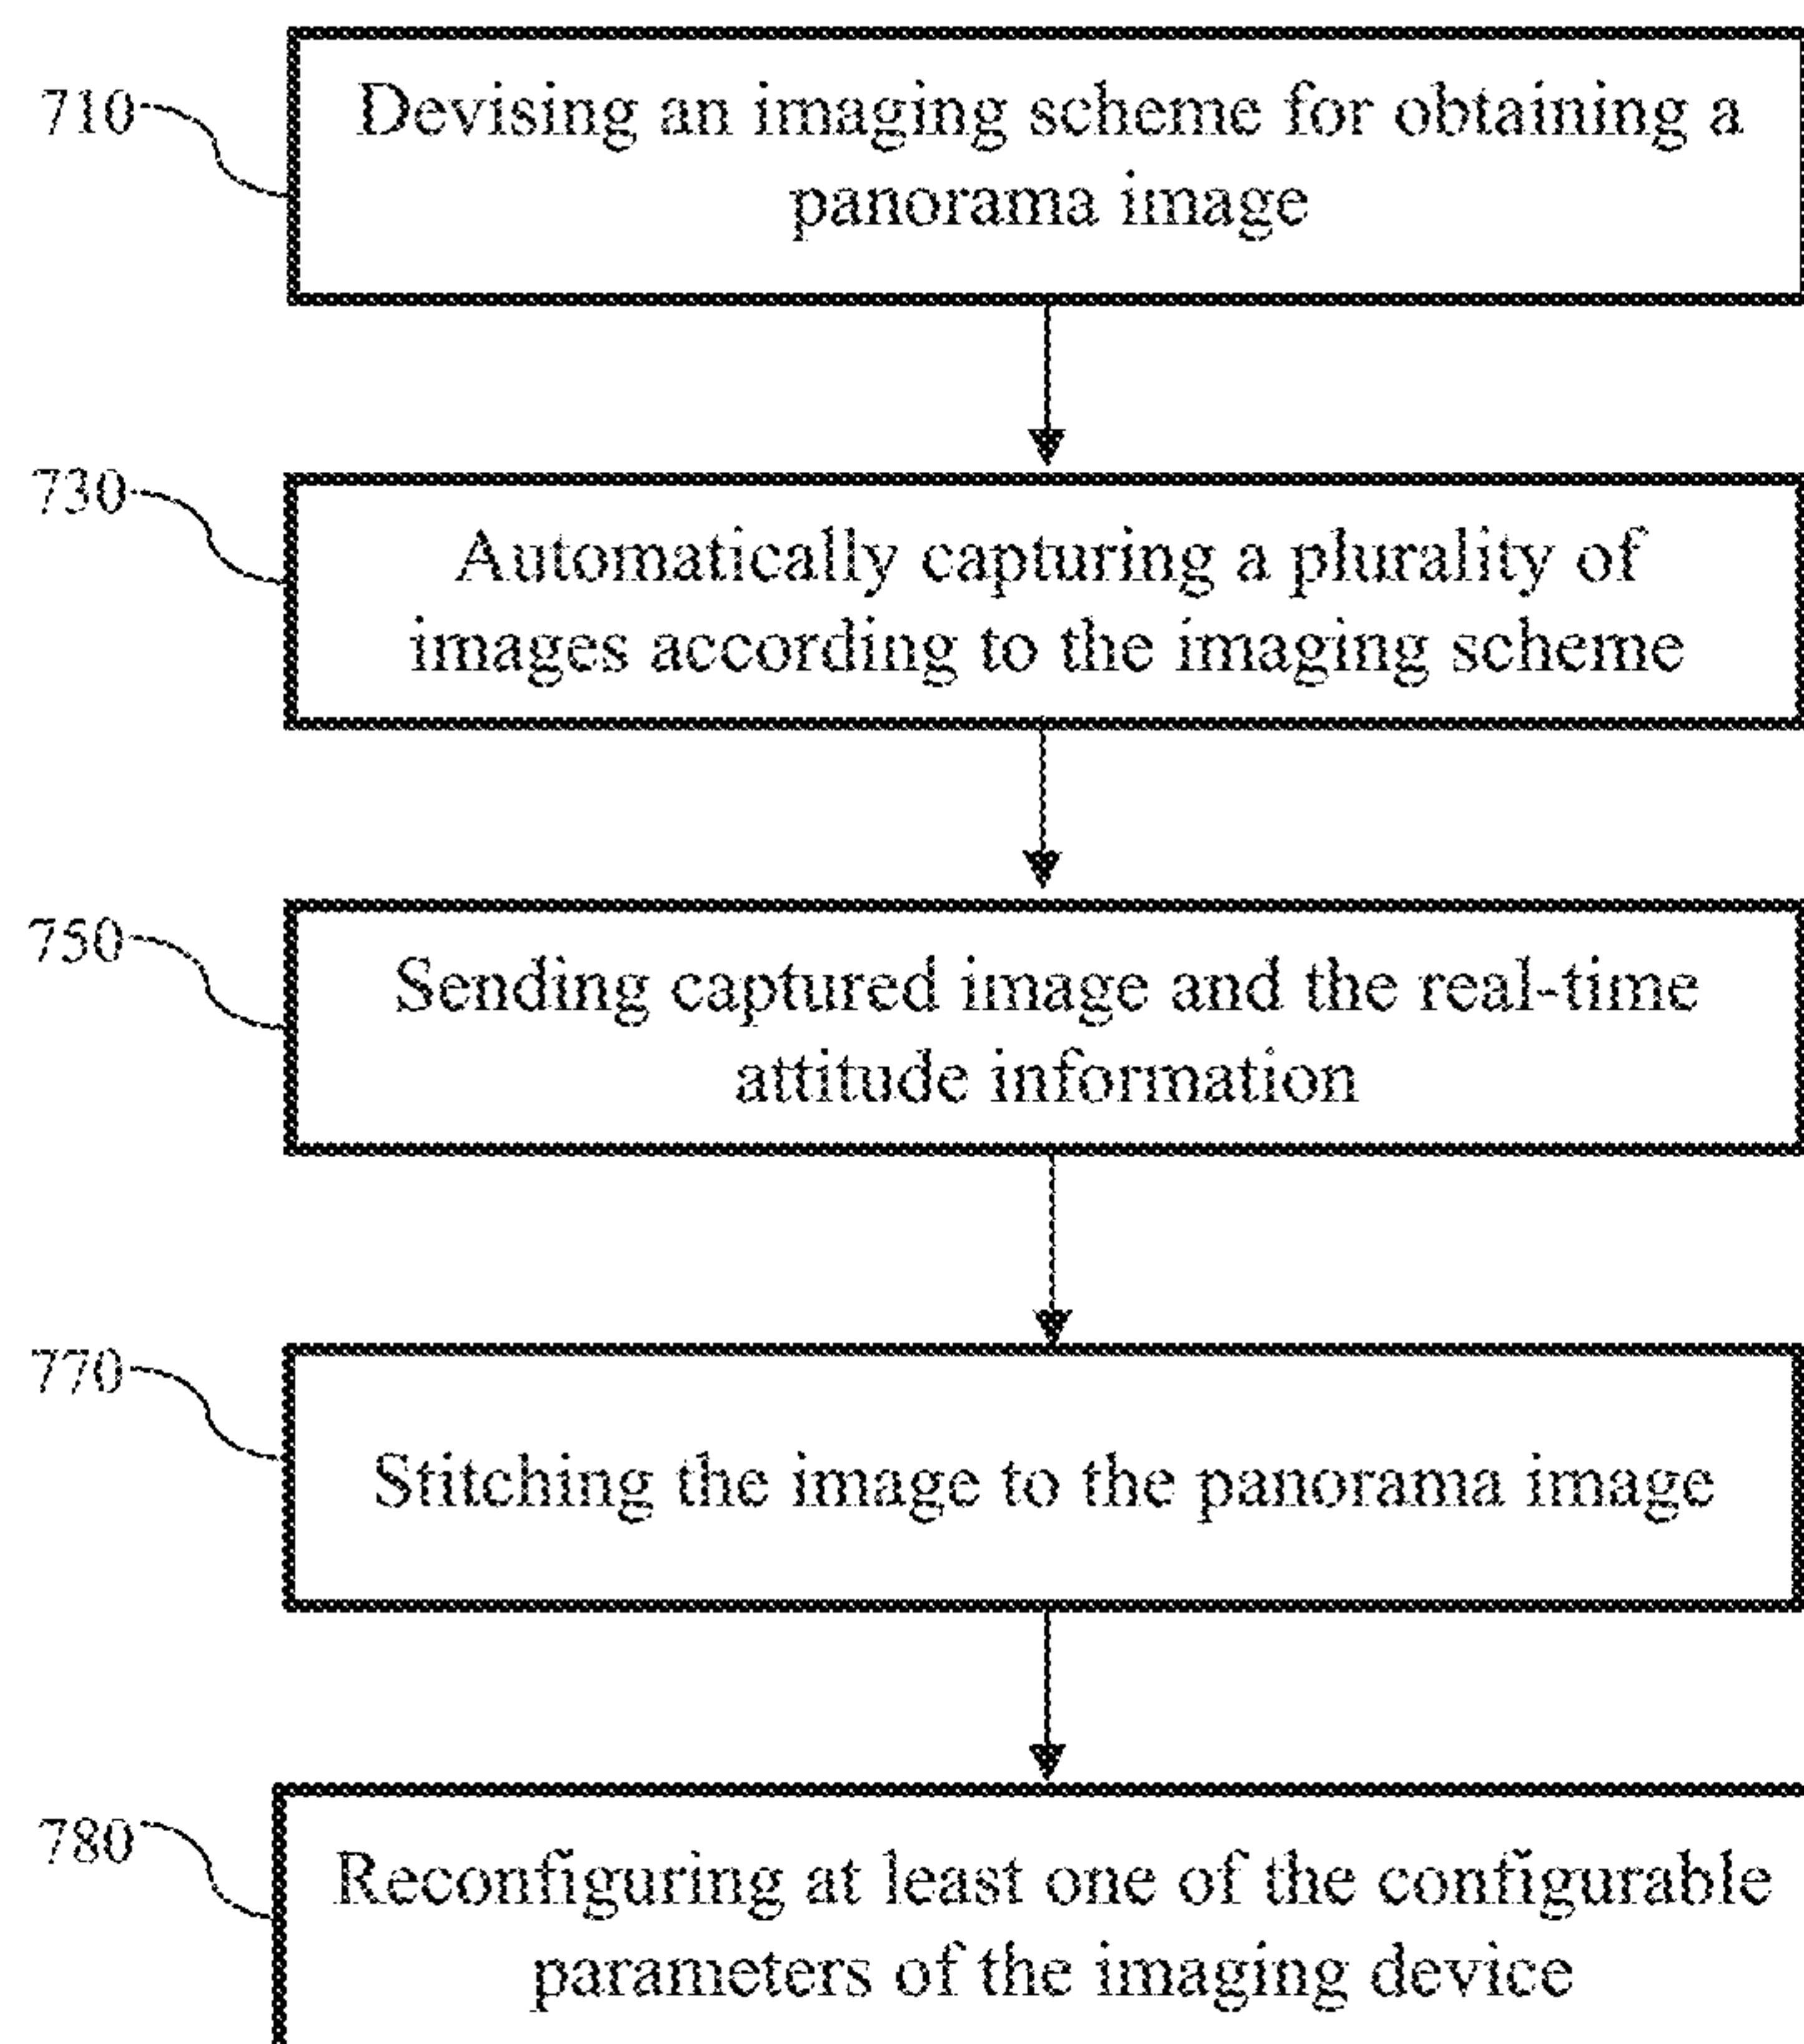 710
Devising an imaging scheme for obtaining a
panorama image
730
Automatically capturing a plurality of
images according to the imaging scheme
750
Sending captured image and the real-time
attitude information
770
Stitching the image to the panorama image
780
Reconfiguring at least one of the configurable
parameters of the imaging device